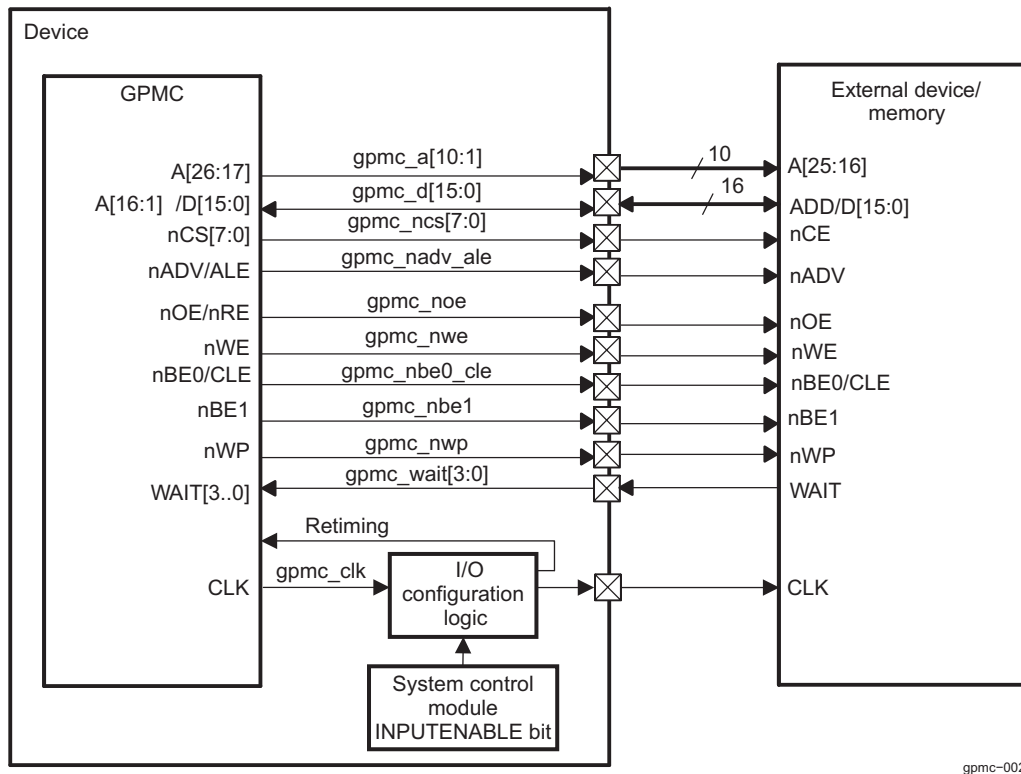 Device
GPMC
External device/
memory
A[26:17]
gpmc_a[10:1]
10
A[25:16]
A[16:1] /D[15:0]
gpmc_d[15:0]
16
ADD/D[15:0]
nCS[7:0]
gpmc_ncs[7:0]
nCE
nADV/ALE
gpmc_nadv_ale
nADV
nOE/nRE
gpmc_noe
nOE
nWE
gpmc_nwe
nWE
nBE0/CLE
gpmc_nbe0_cle
nBE0/CLE
nBE1
gpmc_nbe1
nBE1
nWP
gpmc_nwp
nWP
WAIT[3..0]
gpmc_wait[3:0]
WAIT
Retiming
CLK
gpmc_clk
I/O
configuration
logic
CLK
System control
module
INPUTENABLE bit
gpmc−002